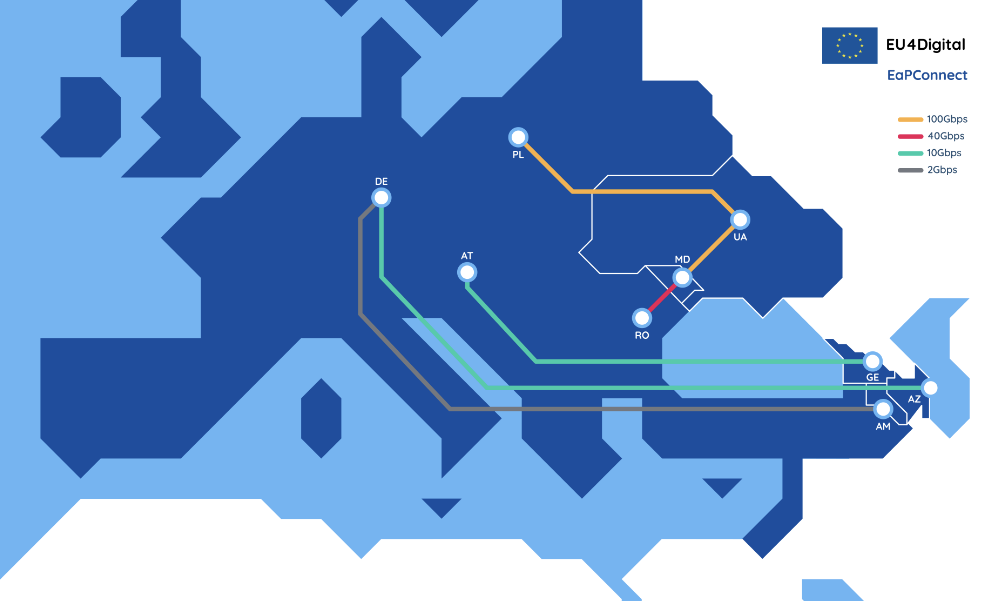 EU4Digital
EaPConnect
100Gbps
40Gbps
10Gbps
2Gbps
PL
DE
UA
AT
MD
RO
GE
AZ
AM